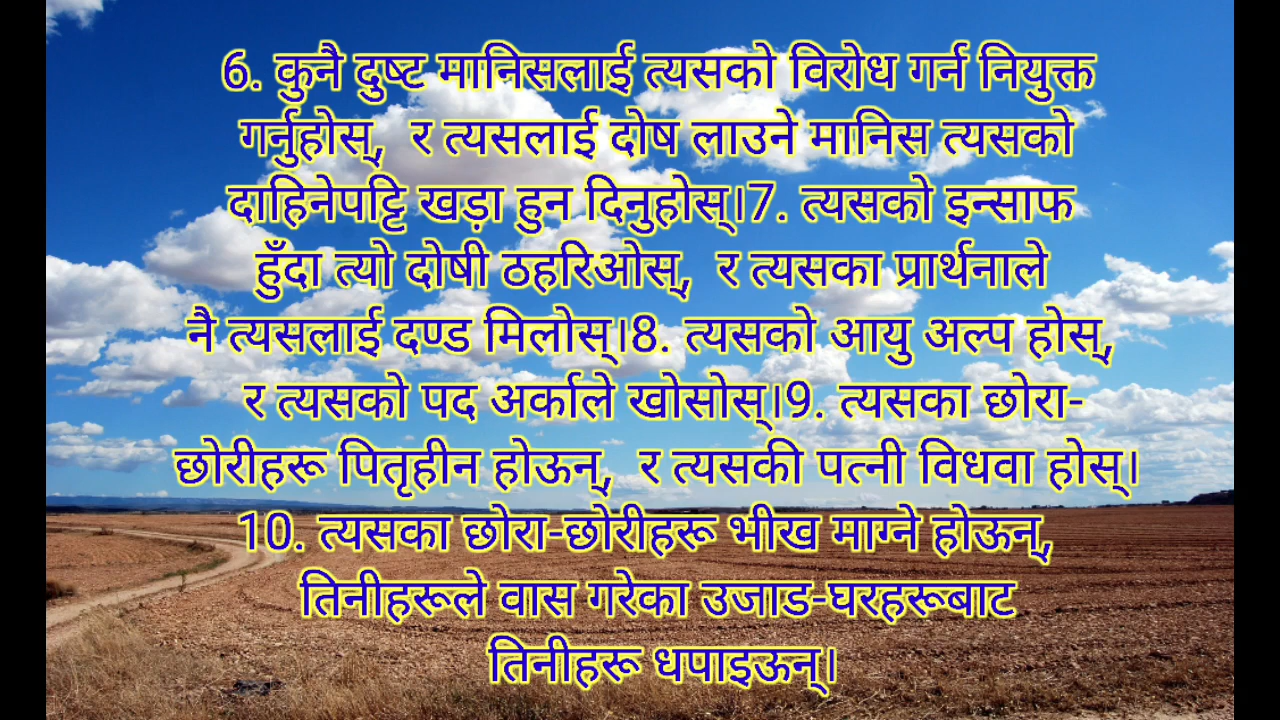 6. कुनै दुष्ट मानिसलाई त्यसको विरोध गर्न नियुक्त
गर्नुहोस्,  र त्यसलाई दोष लाउने मानिस त्यसको
दाहिनेपट्टि खड़ा हुन दिनुहोस्।7. त्यसको इन्साफ
हुँदा त्यो दोषी ठहरिओस्,  र त्यसका प्रार्थनाले
नै त्यसलाई दण्ड मिलोस्।8. त्यसको आयु अल्प होस्,
र त्यसको पद अर्काले खोसोस्।9. त्यसका छोरा-
छोरीहरू पितृहीन होऊन्,  र त्यसकी पत्नी विधवा होस्।
10. त्यसका छोरा-छोरीहरू भीख माग्ने होऊन्,
तिनीहरूले वास गरेका उजाड-घरहरूबाट
तिनीहरू धपाइऊन्।